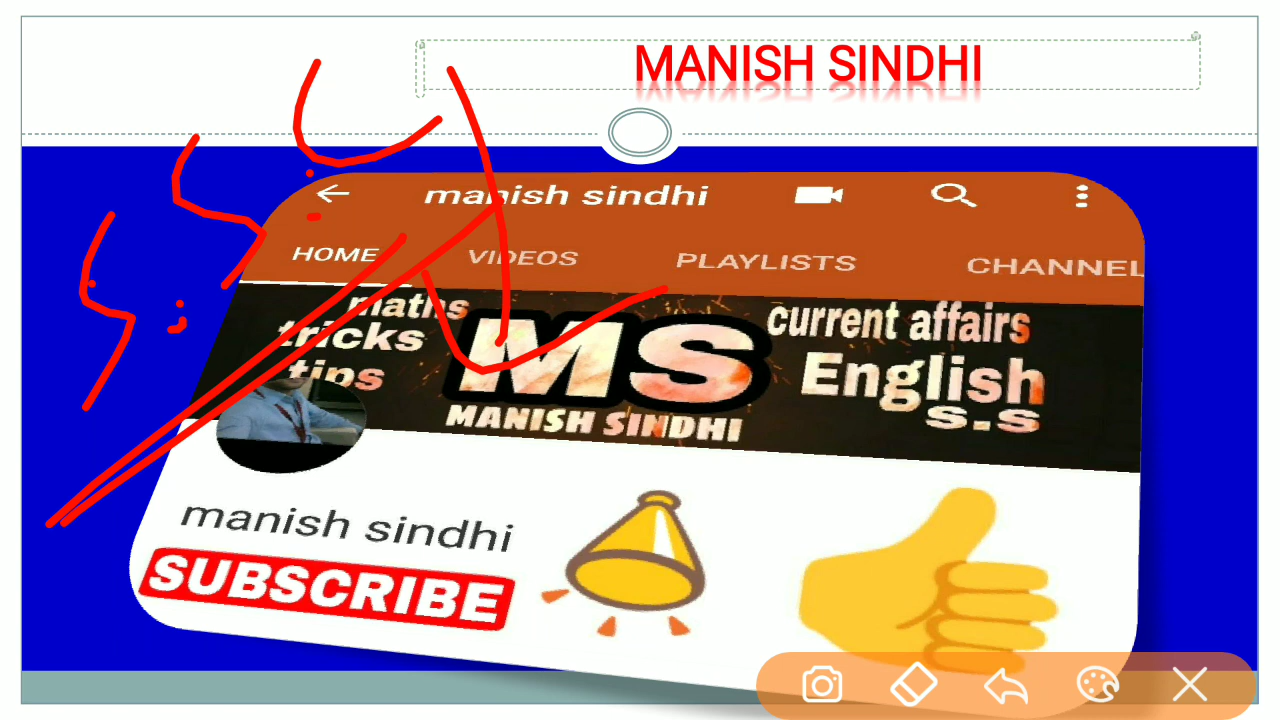 MANISH SINDHI
manish sindhi
HOME VIDEOS PLAYLISTS CHANNEL
maths
tricks
tips
MS
MANISH SINDHI
current affairs
English
s.s
manish sindhi
SUBSCRIBE